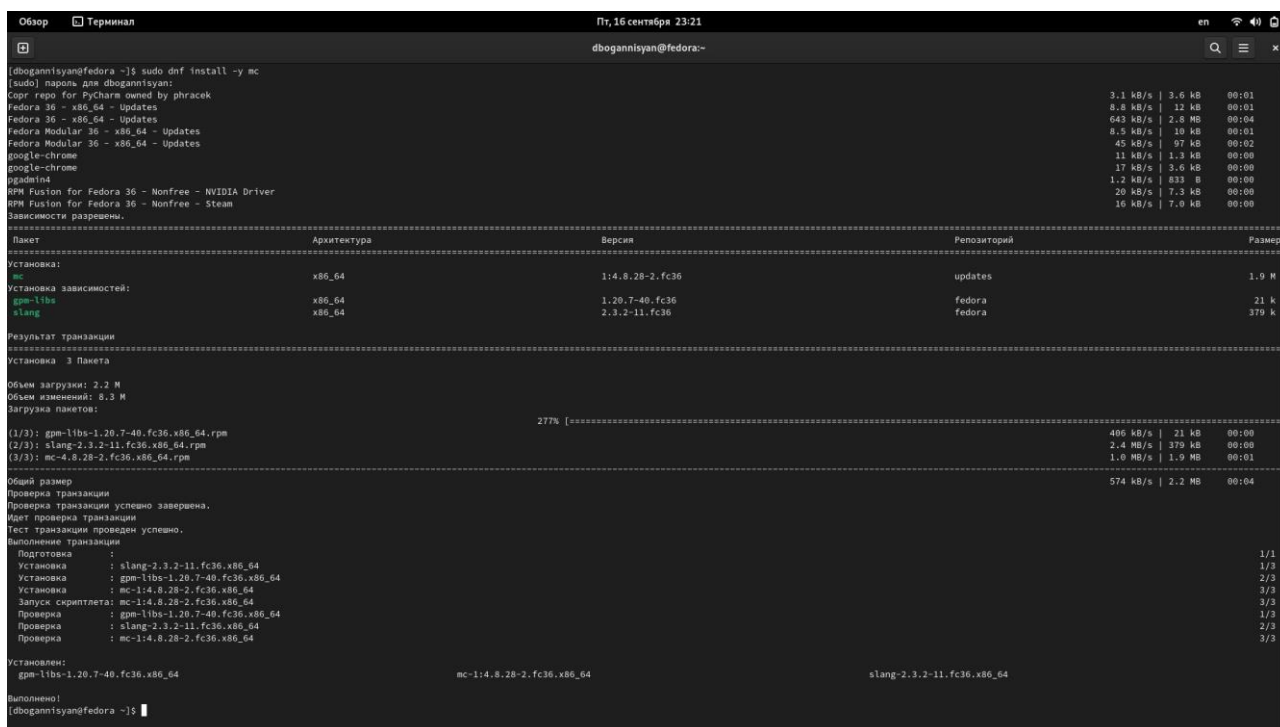 Обзор Терминал Пт, 16 сентября 23:21 en
dbogannisyan@fedora:~
[dbogannisyan@fedora ~]$ sudo dnf install -y mc
[sudo] пароль для dbogannisyan:
Copr repo for PyCharm owned by phracek 3.1 kB/s | 3.6 kB 00:01
Fedora 36 - x86_64 - Updates 8.8 kB/s | 12 kB 00:01
Fedora 36 - x86_64 - Updates 643 kB/s | 2.8 MB 00:04
Fedora Modular 36 - x86_64 - Updates 8.5 kB/s | 10 kB 00:01
Fedora Modular 36 - x86_64 - Updates 45 kB/s | 97 kB 00:02
google-chrome 11 kB/s | 1.3 kB 00:00
google-chrome 17 kB/s | 3.6 kB 00:00
pgadmin4 1.2 kB/s | 833 B 00:00
RPM Fusion for Fedora 36 - Nonfree - NVIDIA Driver 20 kB/s | 7.3 kB 00:00
RPM Fusion for Fedora 36 - Nonfree - Steam 16 kB/s | 7.0 kB 00:00
Зависимости разрешены.
Пакет Архитектура Версия Репозиторий Размер
Установка:
mc x86_64 1:4.8.28-2.fc36 updates 1.9 M
Установка зависимостей:
gpm-libs x86_64 1.20.7-40.fc36 fedora 21 k
slang x86_64 2.3.2-11.fc36 fedora 379 k
Результат транзакции
Установка 3 Пакета
Объем загрузки: 2.2 M
Объем изменений: 8.3 M
Загрузка пакетов:
277% [===
(1/3): gpm-libs-1.20.7-40.fc36.x86_64.rpm 406 kB/s | 21 kB 00:00
(2/3): slang-2.3.2-11.fc36.x86_64.rpm 2.4 MB/s | 379 kB 00:00
(3/3): mc-4.8.28-2.fc36.x86_64.rpm 1.0 MB/s | 1.9 MB 00:01
Общий размер 574 kB/s | 2.2 MB 00:04
Проверка транзакции
Проверка транзакции успешно завершена.
Идет проверка транзакции
Тест транзакции проведен успешно.
Выполнение транзакции
Подготовка : 1/1
Установка : slang-2.3.2-11.fc36.x86_64 1/3
Установка : gpm-libs-1.20.7-40.fc36.x86_64 2/3
Установка : mc-1:4.8.28-2.fc36.x86_64 3/3
Запуск скриптлета: mc-1:4.8.28-2.fc36.x86_64 3/3
Проверка : gpm-libs-1.20.7-40.fc36.x86_64 1/3
Проверка : slang-2.3.2-11.fc36.x86_64 2/3
Проверка : mc-1:4.8.28-2.fc36.x86_64 3/3
Установлен:
gpm-libs-1.20.7-40.fc36.x86_64 mc-1:4.8.28-2.fc36.x86_64 slang-2.3.2-11.fc36.x86_64
Выполнено!
[dbogannisyan@fedora ~]$